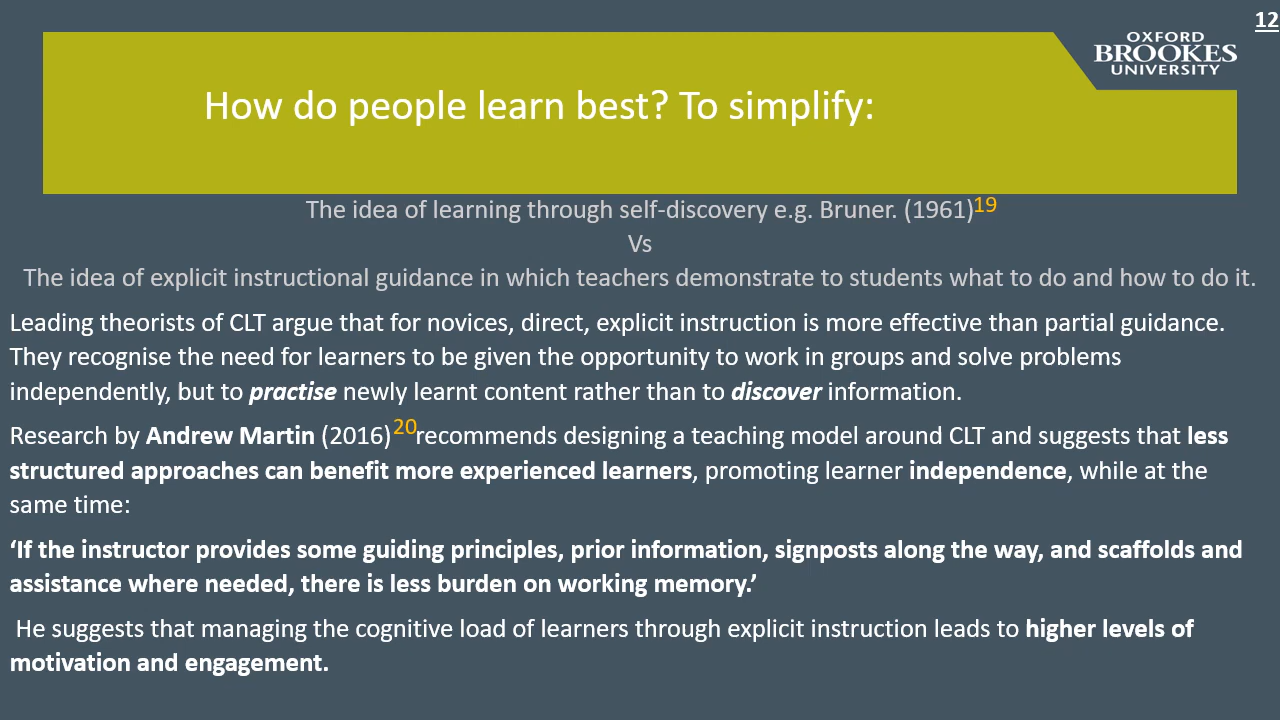 12
OXFORD
BROOKES
UNIVERSITY
How do people learn best? To simplify:
The idea of learning through self-discovery e.g. Bruner. (1961)19
Vs
The idea of explicit instructional guidance in which teachers demonstrate to students what to do and how to do it.
Leading theorists of CLT argue that for novices, direct, explicit instruction is more effective than partial guidance.
They recognise the need for learners to be given the opportunity to work in groups and solve problems
independently, but to practise newly learnt content rather than to discover information.
Research by Andrew Martin (2016)20recommends designing a teaching model around CLT and suggests that less
structured approaches can benefit more experienced learners, promoting learner independence, while at the
same time:
‘If the instructor provides some guiding principles, prior information, signposts along the way, and scaffolds and
assistance where needed, there is less burden on working memory.’
He suggests that managing the cognitive load of learners through explicit instruction leads to higher levels of
motivation and engagement.